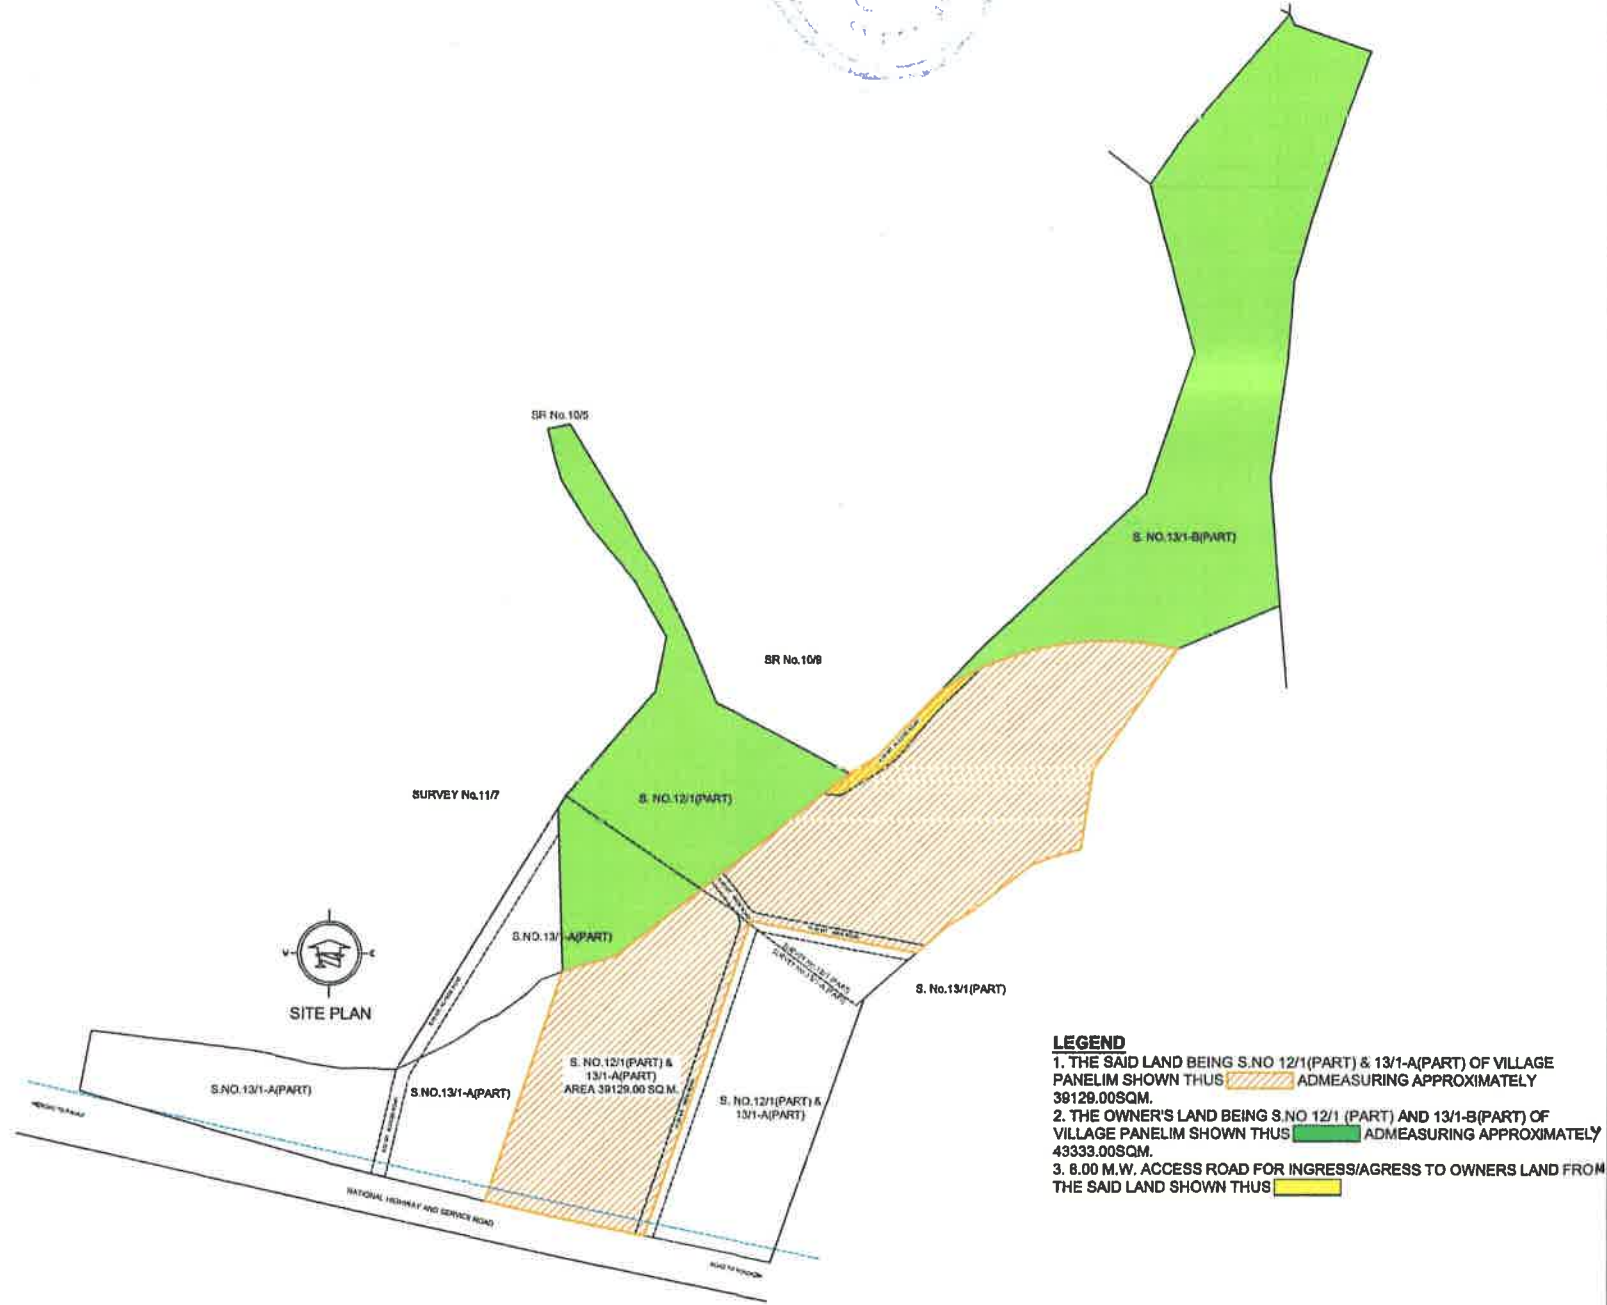 SR No.10/5
S. NO.13/1-B(PART)
SR No.10/9
SURVEY No.11/7
S. NO.12/1(PART)
S.NO.13/1-A(PART)
S. No.13/1(PART)
W
E
N
SITE PLAN
S.NO.13/1-A(PART)
S.NO.13/1-A(PART)
S. NO.12/1(PART) &
13/1-A(PART)
AREA 39129.00 SQ.M.
S. NO.12/1(PART) &
13/1-A(PART)
NATIONAL HIGHWAY AND SERVICE ROAD
LEGEND
1. THE SAID LAND BEING S.NO 12/1(PART) & 13/1-A(PART) OF VILLAGE
PANELIM SHOWN THUS ADMEASURING APPROXIMATELY
39129.00SQM.
2. THE OWNER'S LAND BEING S.NO 12/1 (PART) AND 13/1-B(PART) OF
VILLAGE PANELIM SHOWN THUS ADMEASURING APPROXIMATELY
43333.00SQM.
3. 8.00 M.W. ACCESS ROAD FOR INGRESS/AGRESS TO OWNERS LAND FROM
THE SAID LAND SHOWN THUS